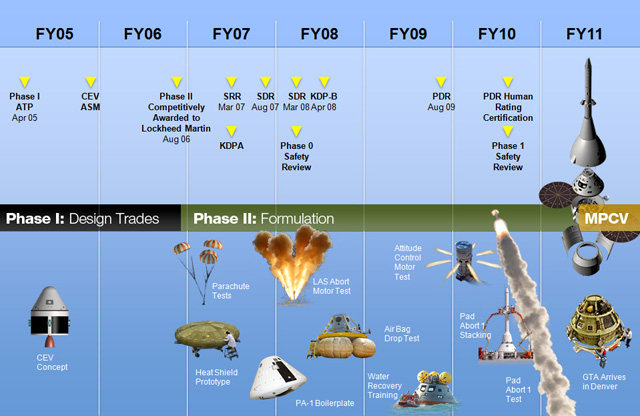 FY05 FY06 FY07 FY08 FY09 FY10 FY11
Phase I
ATP
Apr 05
CEV
ASM
Phase II
Competitively
Awarded to
Lockheed Martin
Aug 06
SRR
Mar 07
KDPA
SDR
Aug 07
SDR
Mar 08
KDP-B
Apr 08
Phase 0
Safety
Review
PDR
Aug 09
PDR Human
Rating
Certification
Phase 1
Safety
Review
Phase I: Design Trades
Phase II: Formulation
MPCV
CEV
Concept
Parachute
Tests
Heat Shield
Prototype
LAS Abort
Motor Test
PA-1 Boilerplate
Attitude
Control
Motor
Test
Air Bag
Drop Test
Water
Recovery
Training
Pad
Abort 1
Stacking
Pad
Abort 1
Test
GTA Arrives
in Denver